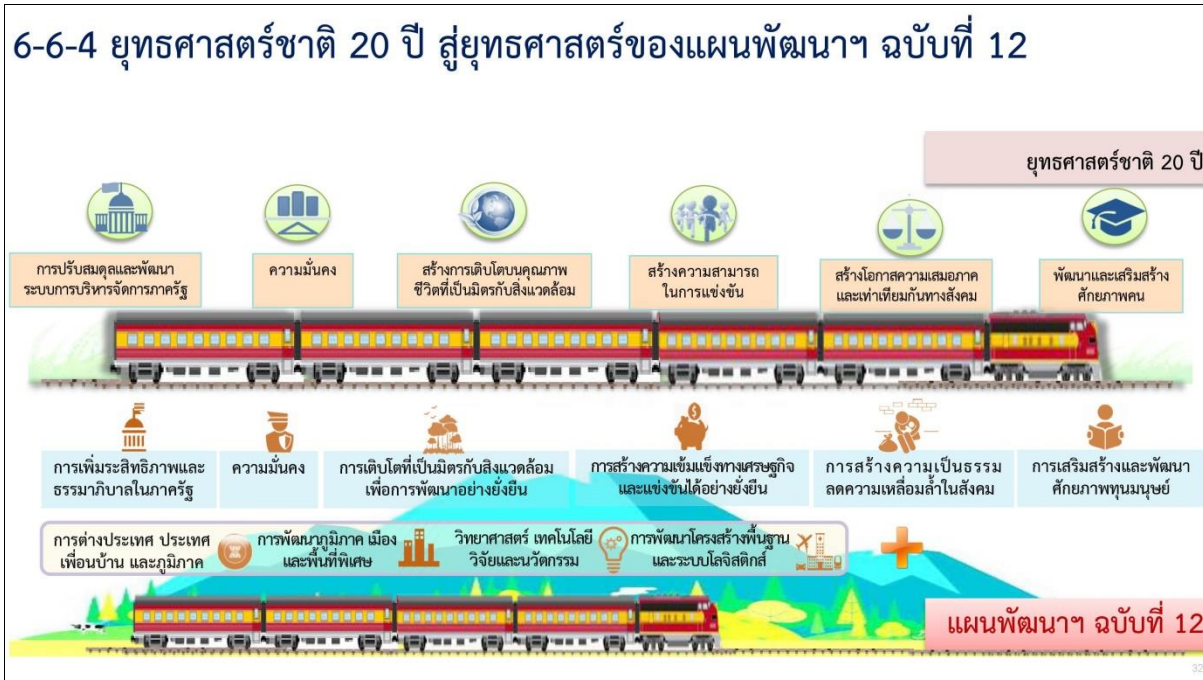 6-6-4 ยุทธศาสตร์ชาติ 20 ปี สู่ยุทธศาสตร์ของแผนพัฒนาฯ ฉบับที่ 12
ยุทธศาสตร์ชาติ 20 ปี
การปรับสมดุลและพัฒนา
ระบบการบริหารจัดการภาครัฐ
ความมั่นคง
สร้างการเติบโตบนคุณภาพ
ชีวิตที่เป็นมิตรกับสิ่งแวดล้อม
สร้างความสามารถ
ในการแข่งขัน
สร้างโอกาสความเสมอภาค
และเท่าเทียมกันทางสังคม
พัฒนาและเสริมสร้าง
ศักยภาพคน
การเพิ่มประสิทธิภาพและ
ธรรมาภิบาลในภาครัฐ
ความมั่นคง
การเติบโตที่เป็นมิตรกับสิ่งแวดล้อม
เพื่อการพัฒนาอย่างยั่งยืน
การสร้างความเข้มแข็งทางเศรษฐกิจ
และแข่งขันได้อย่างยั่งยืน
การสร้างความเป็นธรรม
ลดความเหลื่อมล้ำในสังคม
การเสริมสร้างและพัฒนา
ศักยภาพทุนมนุษย์
การต่างประเทศ ประเทศ
เพื่อนบ้าน และภูมิภาค
การพัฒนาภูมิภาค เมือง
และพื้นที่พิเศษ
วิทยาศาสตร์ เทคโนโลยี
วิจัยและนวัตกรรม
การพัฒนาโครงสร้างพื้นฐาน
และระบบโลจิสติกส์
แผนพัฒนาฯ ฉบับที่ 12